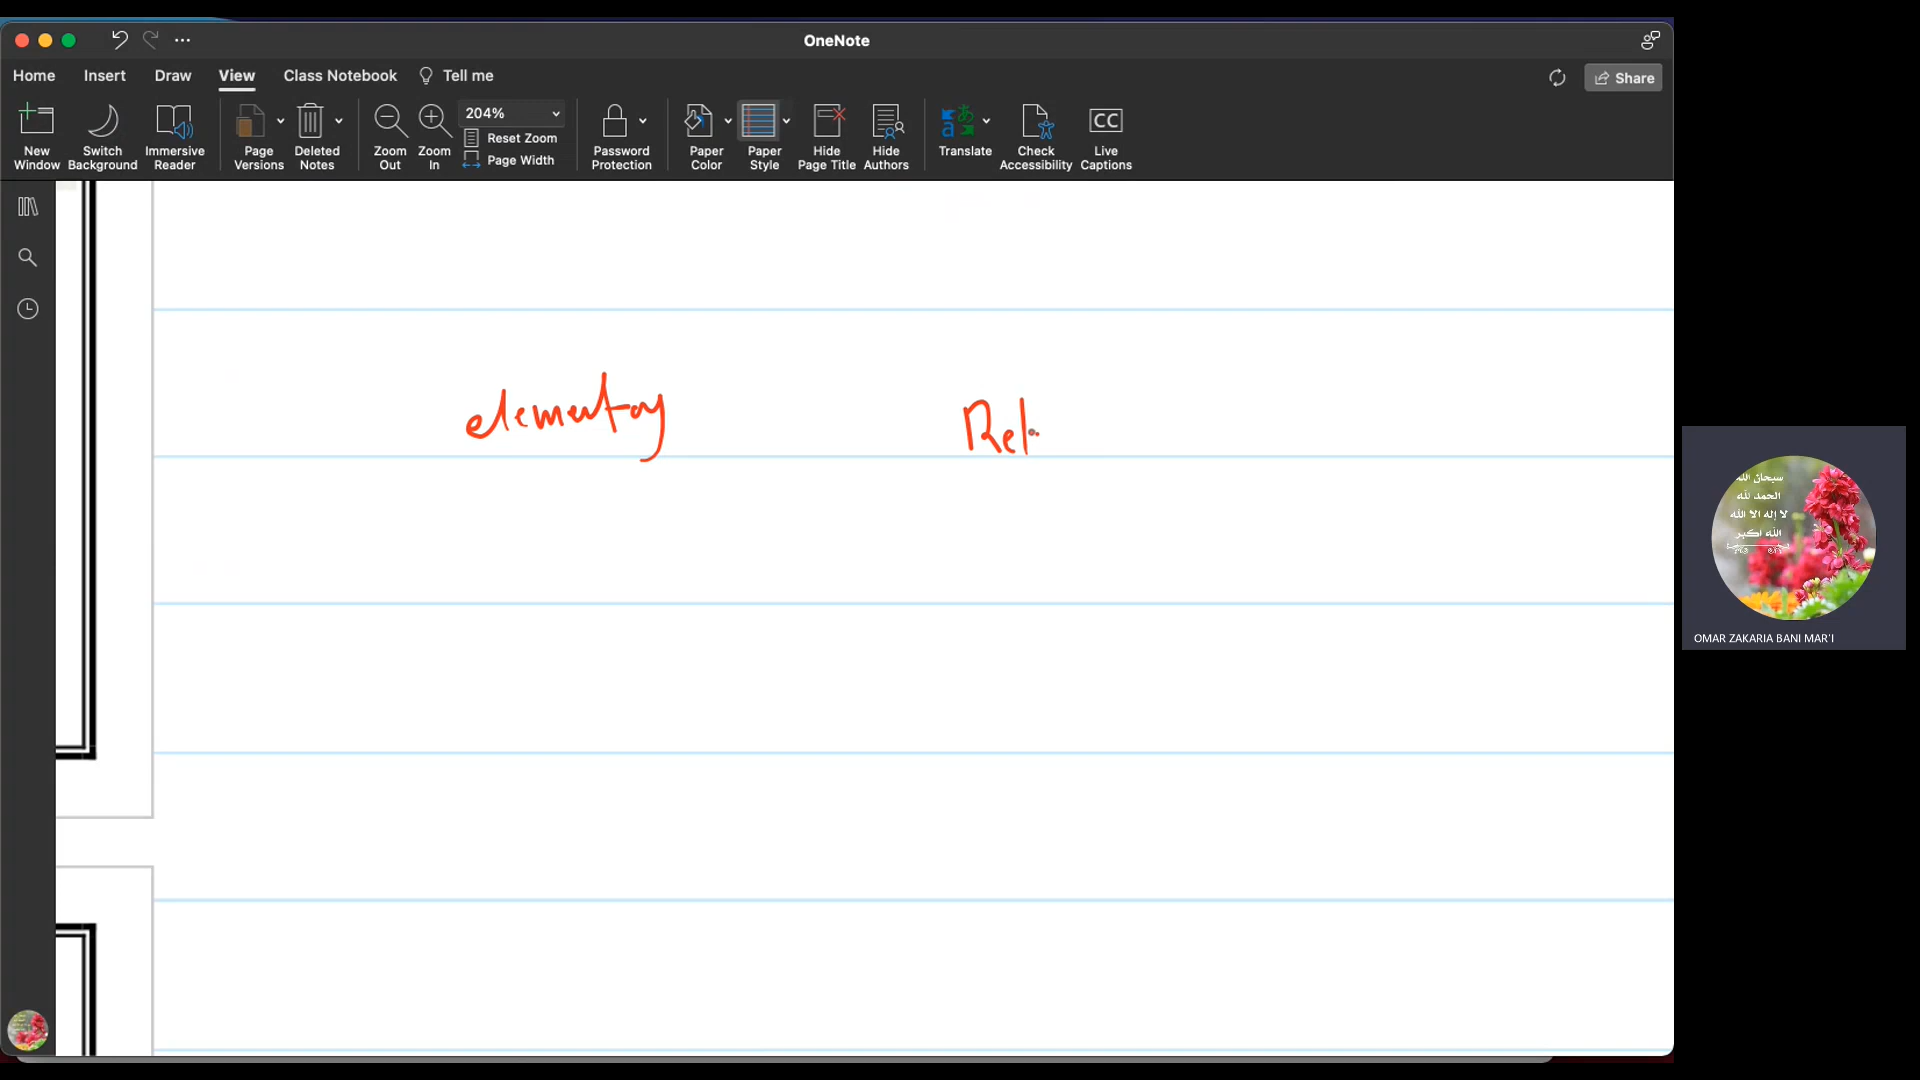 OneNote
Home Insert Draw View Class Notebook Tell me
Share
204%
Reset Zoom
Page Width
New Window
Switch Background
Immersive Reader
Page Versions
Deleted Notes
Zoom Out
Zoom In
Password Protection
Paper Color
Paper Style
Hide Page Title
Hide Authors
Translate
Check Accessibility
CC
Live Captions
elementary Rel
سبحان الله
الحمد لله
لا إله الا الله
الله اكبر
OMAR ZAKARIA BANI MAR'I